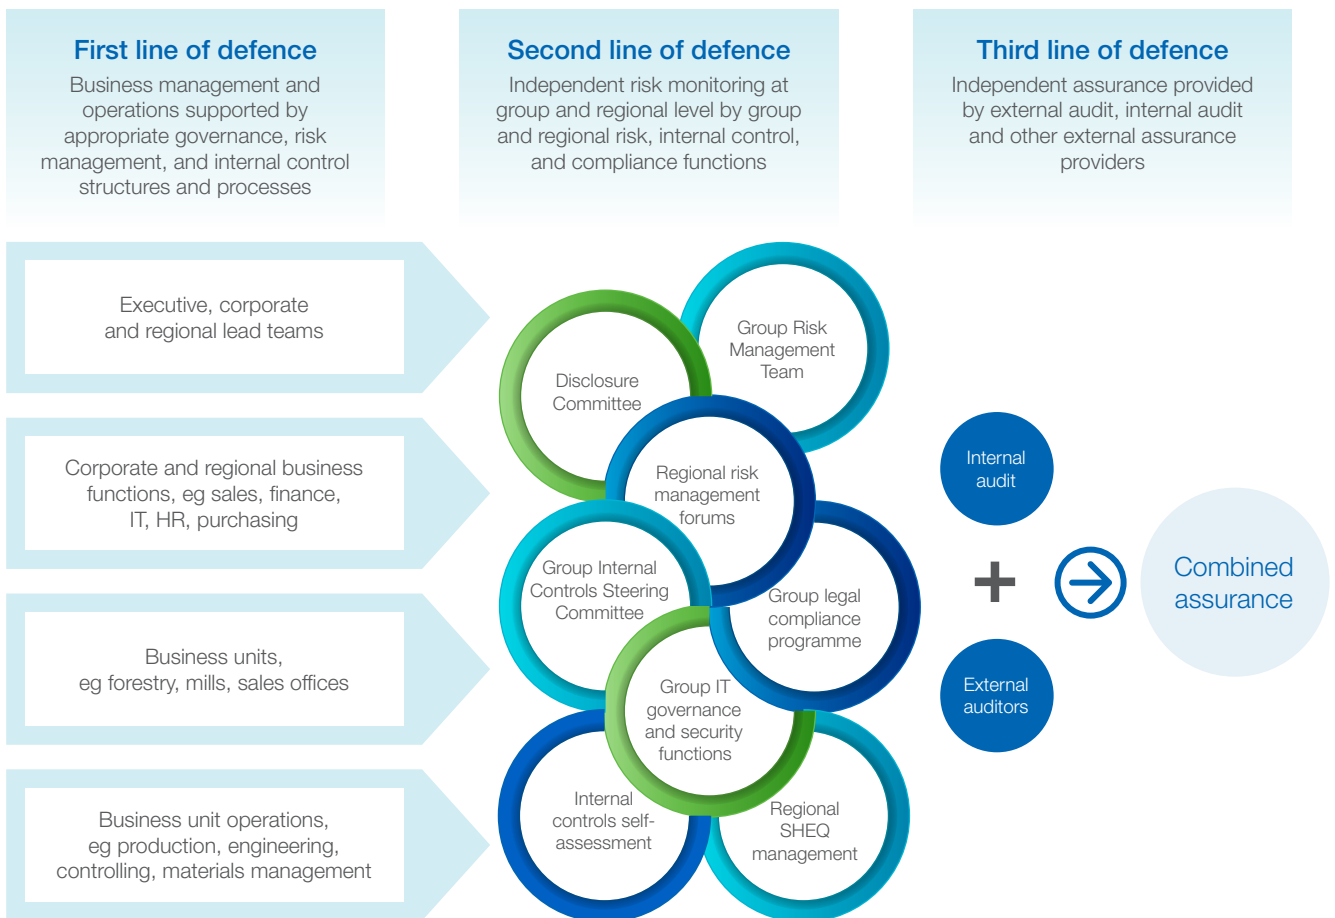 First line of defence
Business management and
operations supported by
appropriate governance, risk
management, and internal control
structures and processes
Second line of defence
Independent risk monitoring at
group and regional level by group
and regional risk, internal control,
and compliance functions
Third line of defence
Independent assurance provided
by external audit, internal audit
and other external assurance
providers
Executive, corporate
and regional lead teams
Corporate and regional business
functions, eg sales, finance,
IT, HR, purchasing
Business units,
eg forestry, mills, sales offices
Business unit operations,
eg production, engineering,
controlling, materials management
Group Risk
Management
Team
Disclosure
Committee
Regional risk
management
forums
Group Internal
Controls Steering
Committee
Group legal
compliance
programme
Group IT
governance
and security
functions
Internal
controls self-
assessment
Regional
SHEQ
management
Internal
audit
+
External
auditors
Combined
assurance